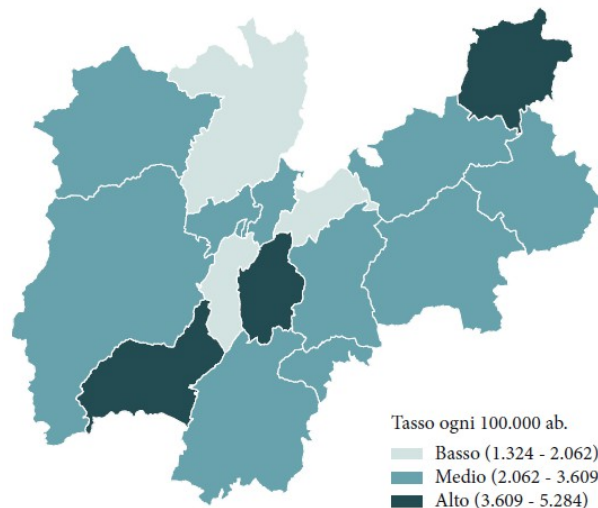 Tasso ogni 100.000 ab.
Basso (1.324 - 2.062)
Medio (2.062 - 3.609
Alto (3.609 - 5.284)